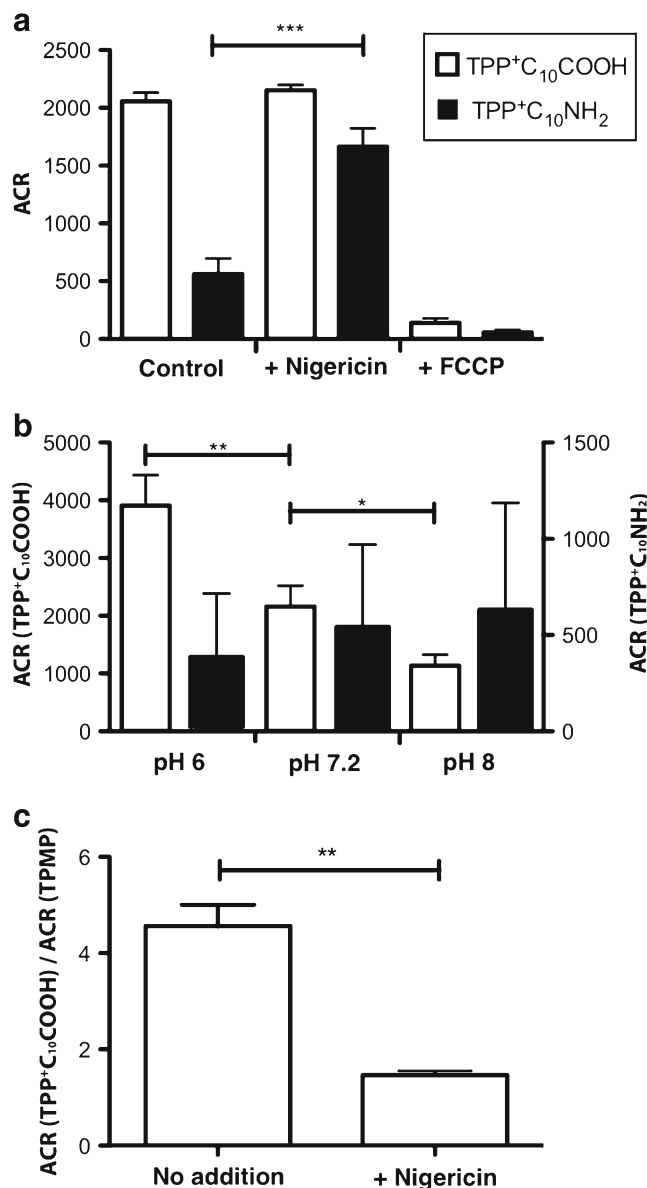 a
***
TPP⁺C₁₀COOH
TPP⁺C₁₀NH₂
2500
2000
1500
1000
500
0
ACR
Control
+ Nigericin
+ FCCP
b
**
*
5000
4000
3000
2000
1000
0
ACR (TPP⁺C₁₀COOH)
1500
1000
500
0
ACR (TPP⁺C₁₀NH₂)
pH 6
pH 7.2
pH 8
c
**
6
4
2
0
ACR (TPP⁺C₁₀COOH) / ACR (TPMP)
No addition
+ Nigericin